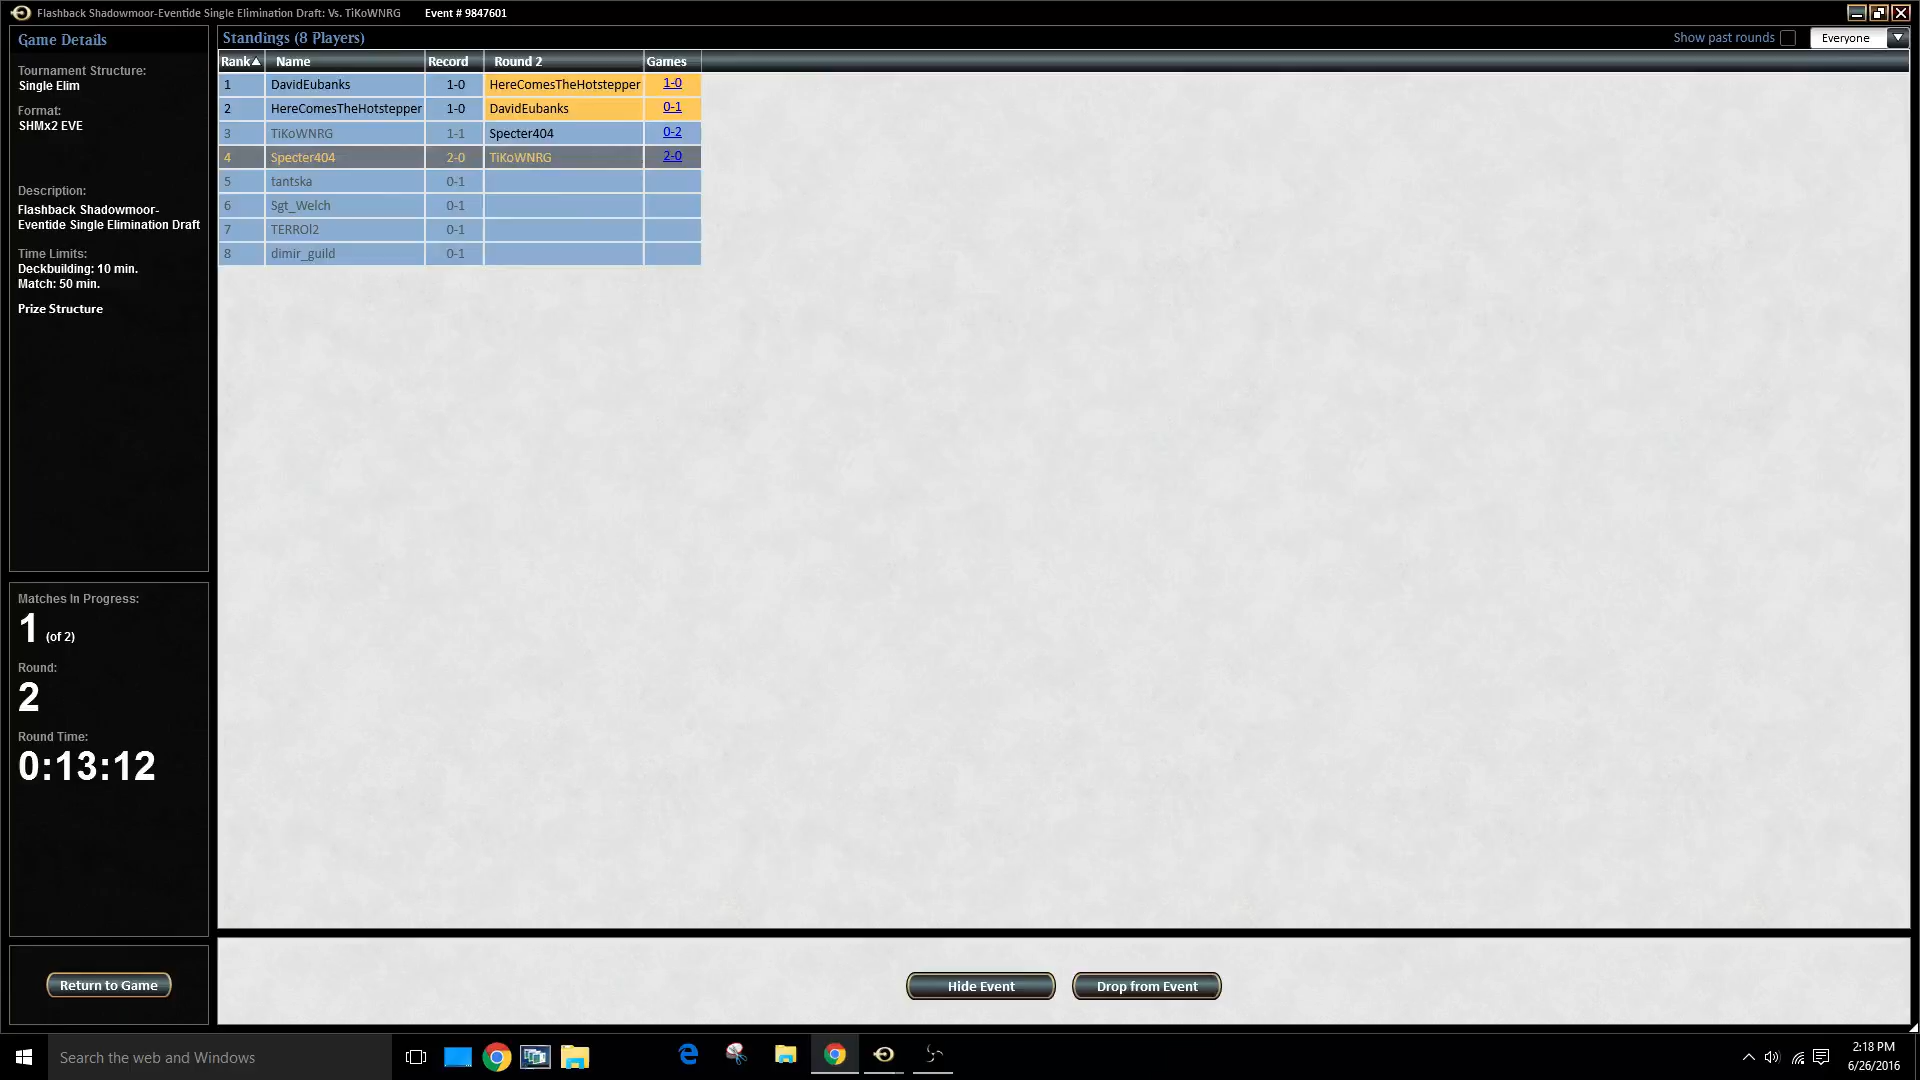 Flashback Shadowmoor-Eventide Single Elimination Draft: Vs. TiKoWNRG Event # 9847601
Game Details
Tournament Structure:
Single Elim
Format:
SHMx2 EVE
Description:
Flashback Shadowmoor-
Eventide Single Elimination Draft
Time Limits:
Deckbuilding: 10 min.
Match: 50 min.
Prize Structure
Matches In Progress:
1 (of 2)
Round:
2
Round Time:
0:13:12
Return to Game
Standings (8 Players)
Show past rounds
Everyone
Rank Name Record Round 2 Games
1 DavidEubanks 1-0 HereComesTheHotstepper 1-0
2 HereComesTheHotstepper 1-0 DavidEubanks 0-1
3 TiKoWNRG 1-1 Specter404 0-2
4 Specter404 2-0 TiKoWNRG 2-0
5 tantska 0-1
6 Sgt_Welch 0-1
7 TERROl2 0-1
8 dimir_guild 0-1
Hide Event
Drop from Event
Search the web and Windows
2:18 PM
6/26/2016